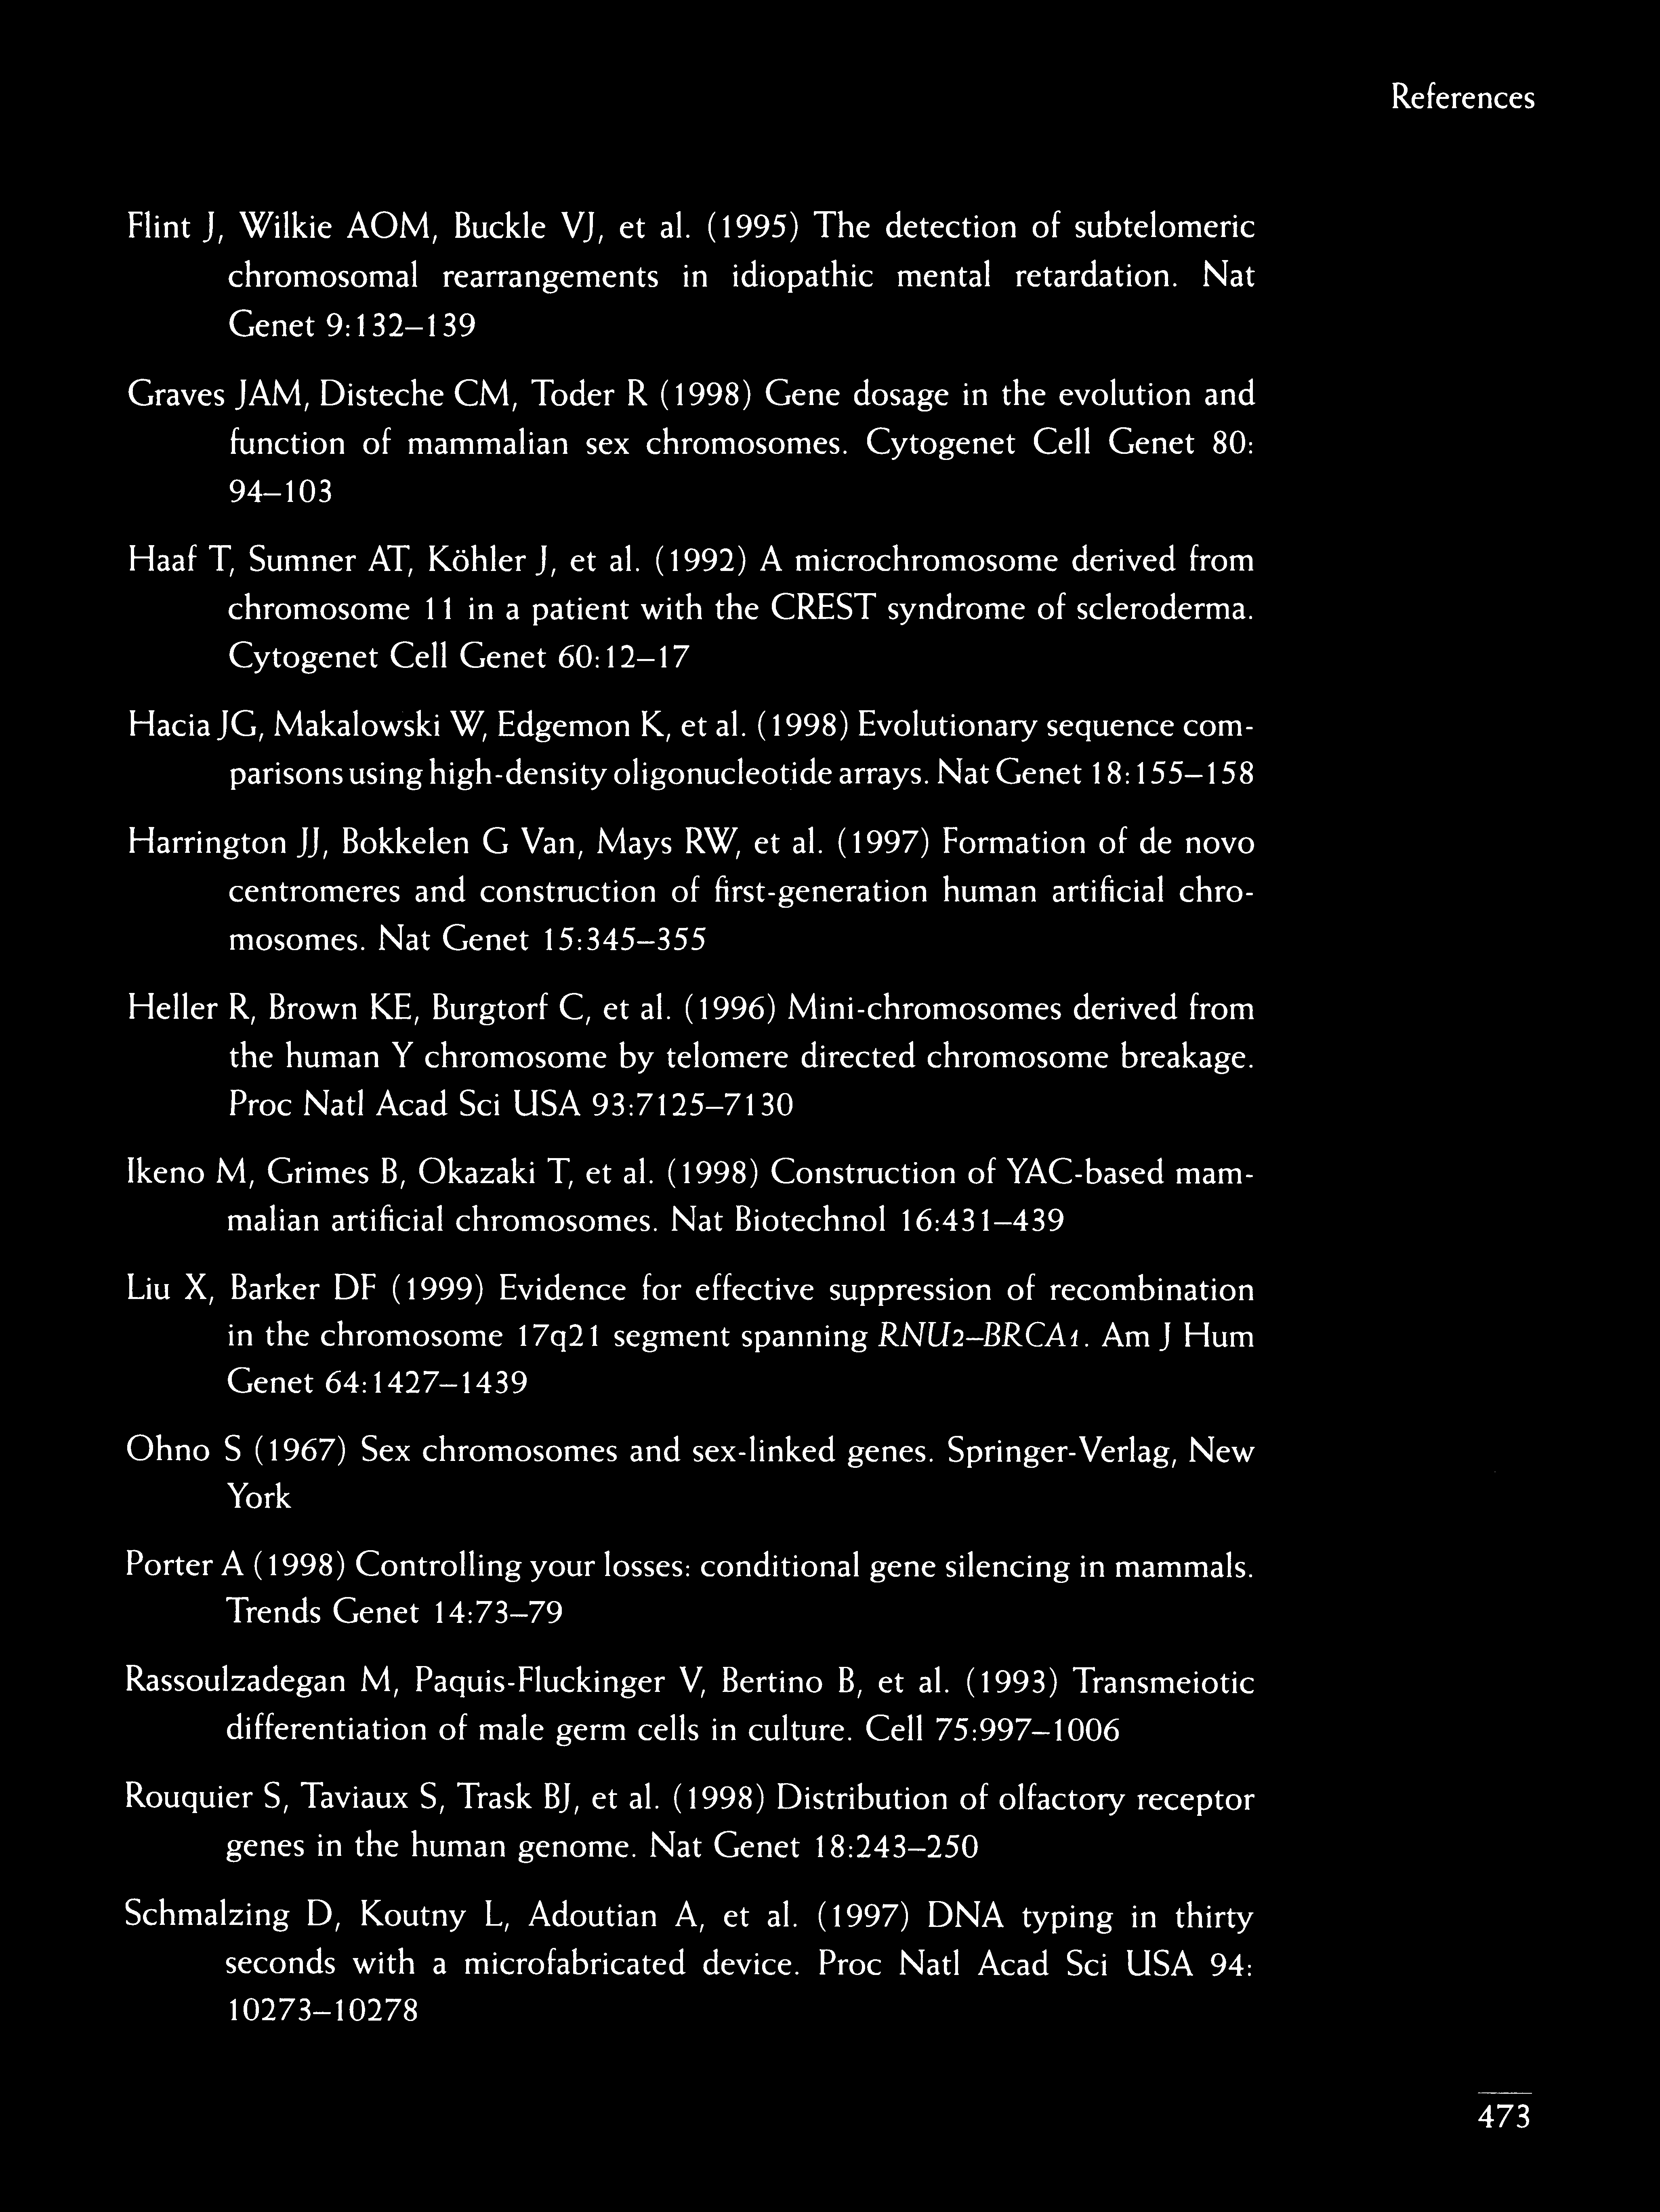 References
Flint J, Wilkie AOM, Buckle VJ, et al. (1995) The detection of subtelomeric
chromosomal rearrangements in idiopathic mental retardation. Nat
Genet 9:132–139
Graves JAM, Disteche CM, Toder R (1998) Gene dosage in the evolution and
function of mammalian sex chromosomes. Cytogenet Cell Genet 80:
94–103
Haaf T, Sumner AT, Köhler J, et al. (1992) A microchromosome derived from
chromosome 11 in a patient with the CREST syndrome of scleroderma.
Cytogenet Cell Genet 60:12–17
Hacia JG, Makalowski W, Edgemon K, et al. (1998) Evolutionary sequence com-
parisons using high-density oligonucleotide arrays. Nat Genet 18:155–158
Harrington JJ, Bokkelen G Van, Mays RW, et al. (1997) Formation of de novo
centromeres and construction of first-generation human artificial chro-
mosomes. Nat Genet 15:345–355
Heller R, Brown KE, Burgtorf C, et al. (1996) Mini-chromosomes derived from
the human Y chromosome by telomere directed chromosome breakage.
Proc Natl Acad Sci USA 93:7125–7130
Ikeno M, Grimes B, Okazaki T, et al. (1998) Construction of YAC-based mam-
malian artificial chromosomes. Nat Biotechnol 16:431–439
Liu X, Barker DF (1999) Evidence for effective suppression of recombination
in the chromosome 17q21 segment spanning RNU2–BRCA1. Am J Hum
Genet 64:1427–1439
Ohno S (1967) Sex chromosomes and sex-linked genes. Springer-Verlag, New
York
Porter A (1998) Controlling your losses: conditional gene silencing in mammals.
Trends Genet 14:73–79
Rassoulzadegan M, Paquis-Fluckinger V, Bertino B, et al. (1993) Transmeiotic
differentiation of male germ cells in culture. Cell 75:997–1006
Rouquier S, Taviaux S, Trask BJ, et al. (1998) Distribution of olfactory receptor
genes in the human genome. Nat Genet 18:243–250
Schmalzing D, Koutny L, Adoutian A, et al. (1997) DNA typing in thirty
seconds with a microfabricated device. Proc Natl Acad Sci USA 94:
10273–10278
473